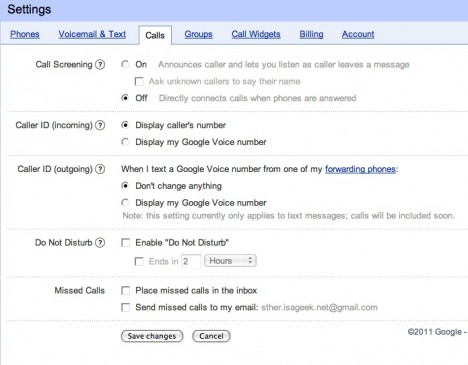 Settings
Phones Voicemail & Text Calls Groups Call Widgets Billing Account
Call Screening ? On Announces caller and lets you listen as caller leaves a message
Ask unknown callers to say their name
Off Directly connects calls when phones are answered
Caller ID (incoming) ? Display caller's number
Display my Google Voice number
Caller ID (outgoing) ? When I text a Google Voice number from one of my forwarding phones:
Don't change anything
Display my Google Voice number
Note: this setting currently only applies to text messages; calls will be included soon.
Do Not Disturb ? Enable "Do Not Disturb"
Ends in 2 Hours
Missed Calls Place missed calls in the inbox
Send missed calls to my email: sther.isageek.net@gmail.com
Save changes Cancel
©2011 Google -